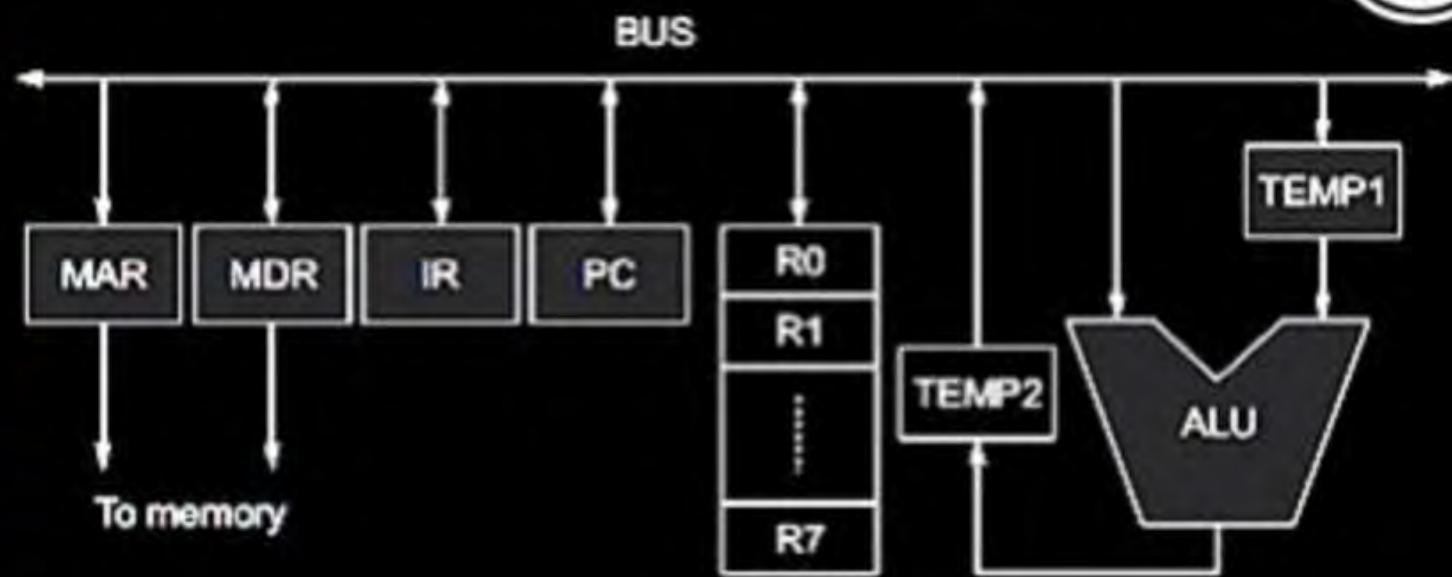 BUS
TEMP1
MAR MDR IR PC R0
R1
TEMP2 ALU
To memory
R7